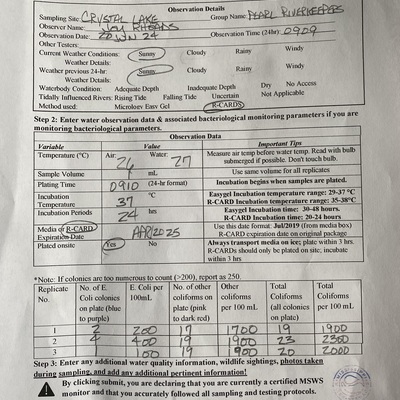 Observation Details
Sampling Site: CRYSTAL LAKE Group Name: PEARL RIVERKEEPERS
Observer Name: RHOADS
Observation Date: 20 JUN 24 Observation Time (24hr): 0909
Other Testers:
Current Weather Conditions: Sunny Cloudy Rainy Windy
Weather Details:
Weather previous 24-hr: Sunny Cloudy Rainy Windy
Weather Details:
Waterbody Condition: Adequate Depth Inadequate Depth Dry No Access
Tidally Influenced Rivers: Rising Tide Falling Tide Uncertain Not Applicable
Method used: Micrology Easy Gel R-CARDS
Step 2: Enter water observation data & associated bacteriological monitoring parameters if you are
monitoring bacteriological parameters.
Observation Data
Variable Value Important Tips
Temperature (°C) Air: 26 Water: 27 Measure air temp before water temp. Read with bulb
submerged if possible. Don't touch bulb.
Sample Volume 1 mL Use same volume for all replicates
Plating Time 0910 (24-hr format) Incubation begins when samples are plated.
Incubation
Temperature 37 °C Easygel Incubation temperature range: 29-37 °C
R-CARD Incubation temperature range: 35-38°C
Incubation Periods 24 hrs Easygel Incubation time: 30-48 hours.
R-CARD Incubation time: 20-24 hours
Media or R-CARD
Expiration Date APR 2025 Use this date format: Jul/2019 (from media box)
R-CARD expiration date on original package
Plated onsite Yes No Always transport media on ice; plate within 3 hrs.
R-CARDs should only be plated on site; incubate
within 3 hrs
*Note: If colonies are too numerous to count (>200), report as 250.
Replicate No. No. of E. Coli colonies on plate (blue to purple) E. Coli per 100mL No. of other coliforms on plate (pink to dark red) Other coliforms per 100 mL Total Coliforms (all colonies on plate) Total Coliforms per 100 mL
1 2 200 17 1700 19 1900
2 4 400 19 1900 23 2300
3 100 19 1900 20 2000
Step 3: Enter any additional water quality information, wildlife sightings, photos taken
during sampling, and add any additional pertinent information!
By clicking submit, you are declaring that you are currently a certified MSWS
monitor and that you accurately followed all sampling and testing protocols.